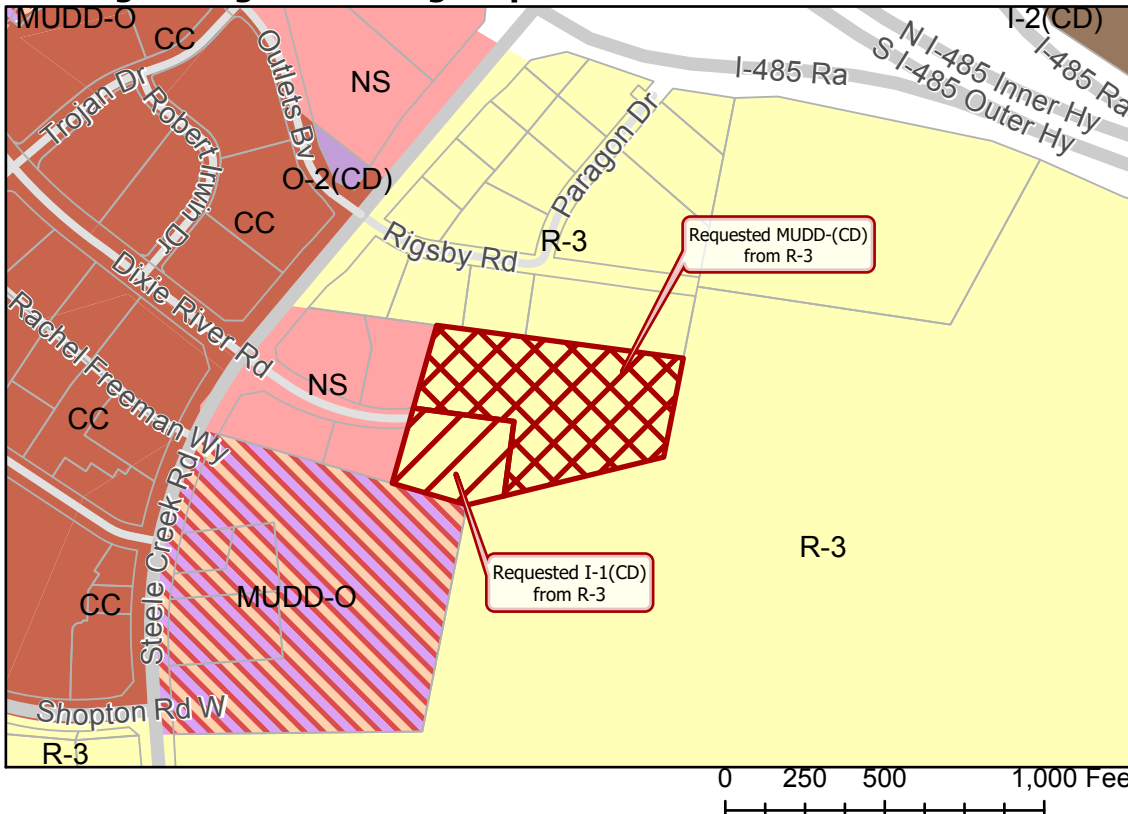 MUDD-O
CC
I-2(CD)
Outlets Bv
NS
N I-485 Inner Hy
I-485 Ra
I-485 Ra
S I-485 Outer Hy
Trojan Dr
Robert Irwin Dr
Paragon Dr
O-2(CD)
CC
Rigsby Rd
R-3
Requested MUDD-(CD)
from R-3
Dixie River Rd
Rachel Freeman Wy
NS
CC
Steele Creek Rd
R-3
Requested I-1(CD)
from R-3
MUDD-O
CC
Shopton Rd W
R-3
0 250 500 1,000 Fee